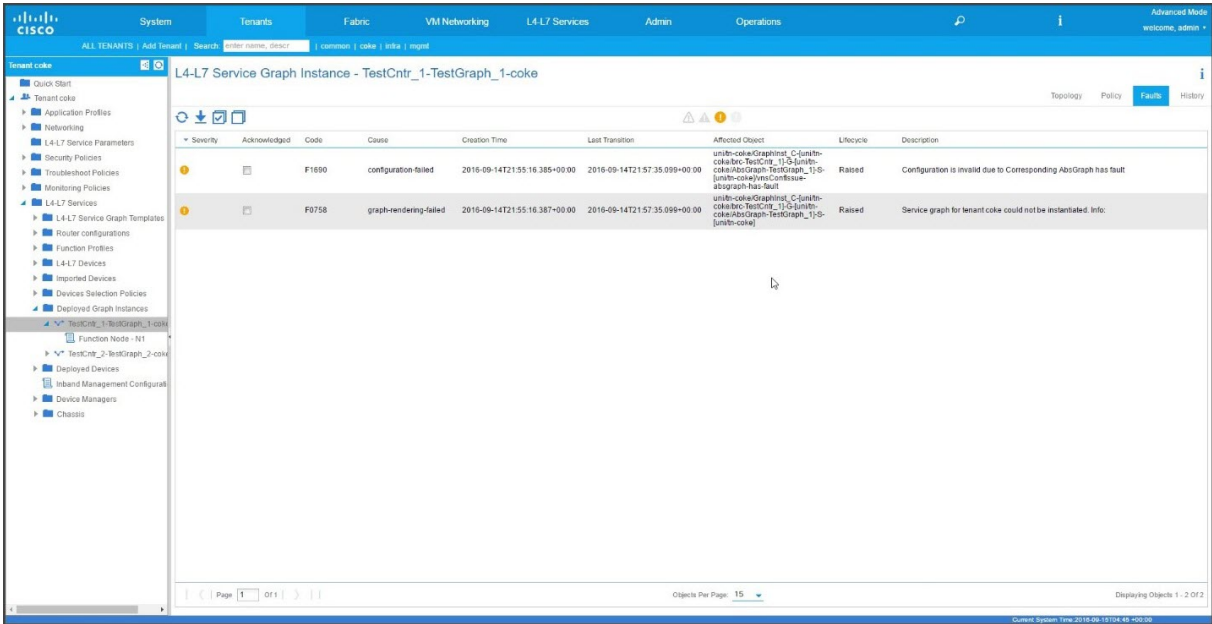 CISCO
System
Tenants
Fabric
VM Networking
L4-L7 Services
Admin
Operations
i
Advanced Mode
welcome, admin
ALL TENANTS | Add Tenant | Search: enter name, descr | common | coke | infra | mgmt
Tenant coke
Quick Start
Tenant coke
Application Profiles
Networking
L4-L7 Service Parameters
Security Policies
Troubleshoot Policies
Monitoring Policies
L4-L7 Services
L4-L7 Service Graph Templates
Router configurations
Function Profiles
L4-L7 Devices
Imported Devices
Devices Selection Policies
Deployed Graph Instances
TestCntr_1-TestGraph_1-coke
Function Node - N1
TestCntr_2-TestGraph_2-coke
Deployed Devices
Inband Management Configurati
Device Managers
Chassis
L4-L7 Service Graph Instance - TestCntr_1-TestGraph_1-coke
i
Topology Policy Faults History
Severity Acknowledged Code Cause Creation Time Last Transition Affected Object Lifecycle Description
F1690 configuration-failed 2016-09-14T21:55:16.385+00:00 2016-09-14T21:57:35.099+00:00
uni/tn-coke/GraphInst_C-[uni/tn-
coke/brc-TestCntr_1]-G-[uni/tn-
coke/AbsGraph-TestGraph_1]-S-
[uni/tn-coke]/vnsConfIssue-
absgraph-has-fault
Raised Configuration is invalid due to Corresponding AbsGraph has fault
F0758 graph-rendering-failed 2016-09-14T21:55:16.387+00:00 2016-09-14T21:57:35.099+00:00
uni/tn-coke/GraphInst_C-[uni/tn-
coke/brc-TestCntr_1]-G-[uni/tn-
coke/AbsGraph-TestGraph_1]-S-
[uni/tn-coke]
Raised Service graph for tenant coke could not be instantiated. Info:
Page 1 Of 1
Objects Per Page: 15
Displaying Objects 1 - 2 Of 2
Current System Time:2016-09-15T04:46 +00:00